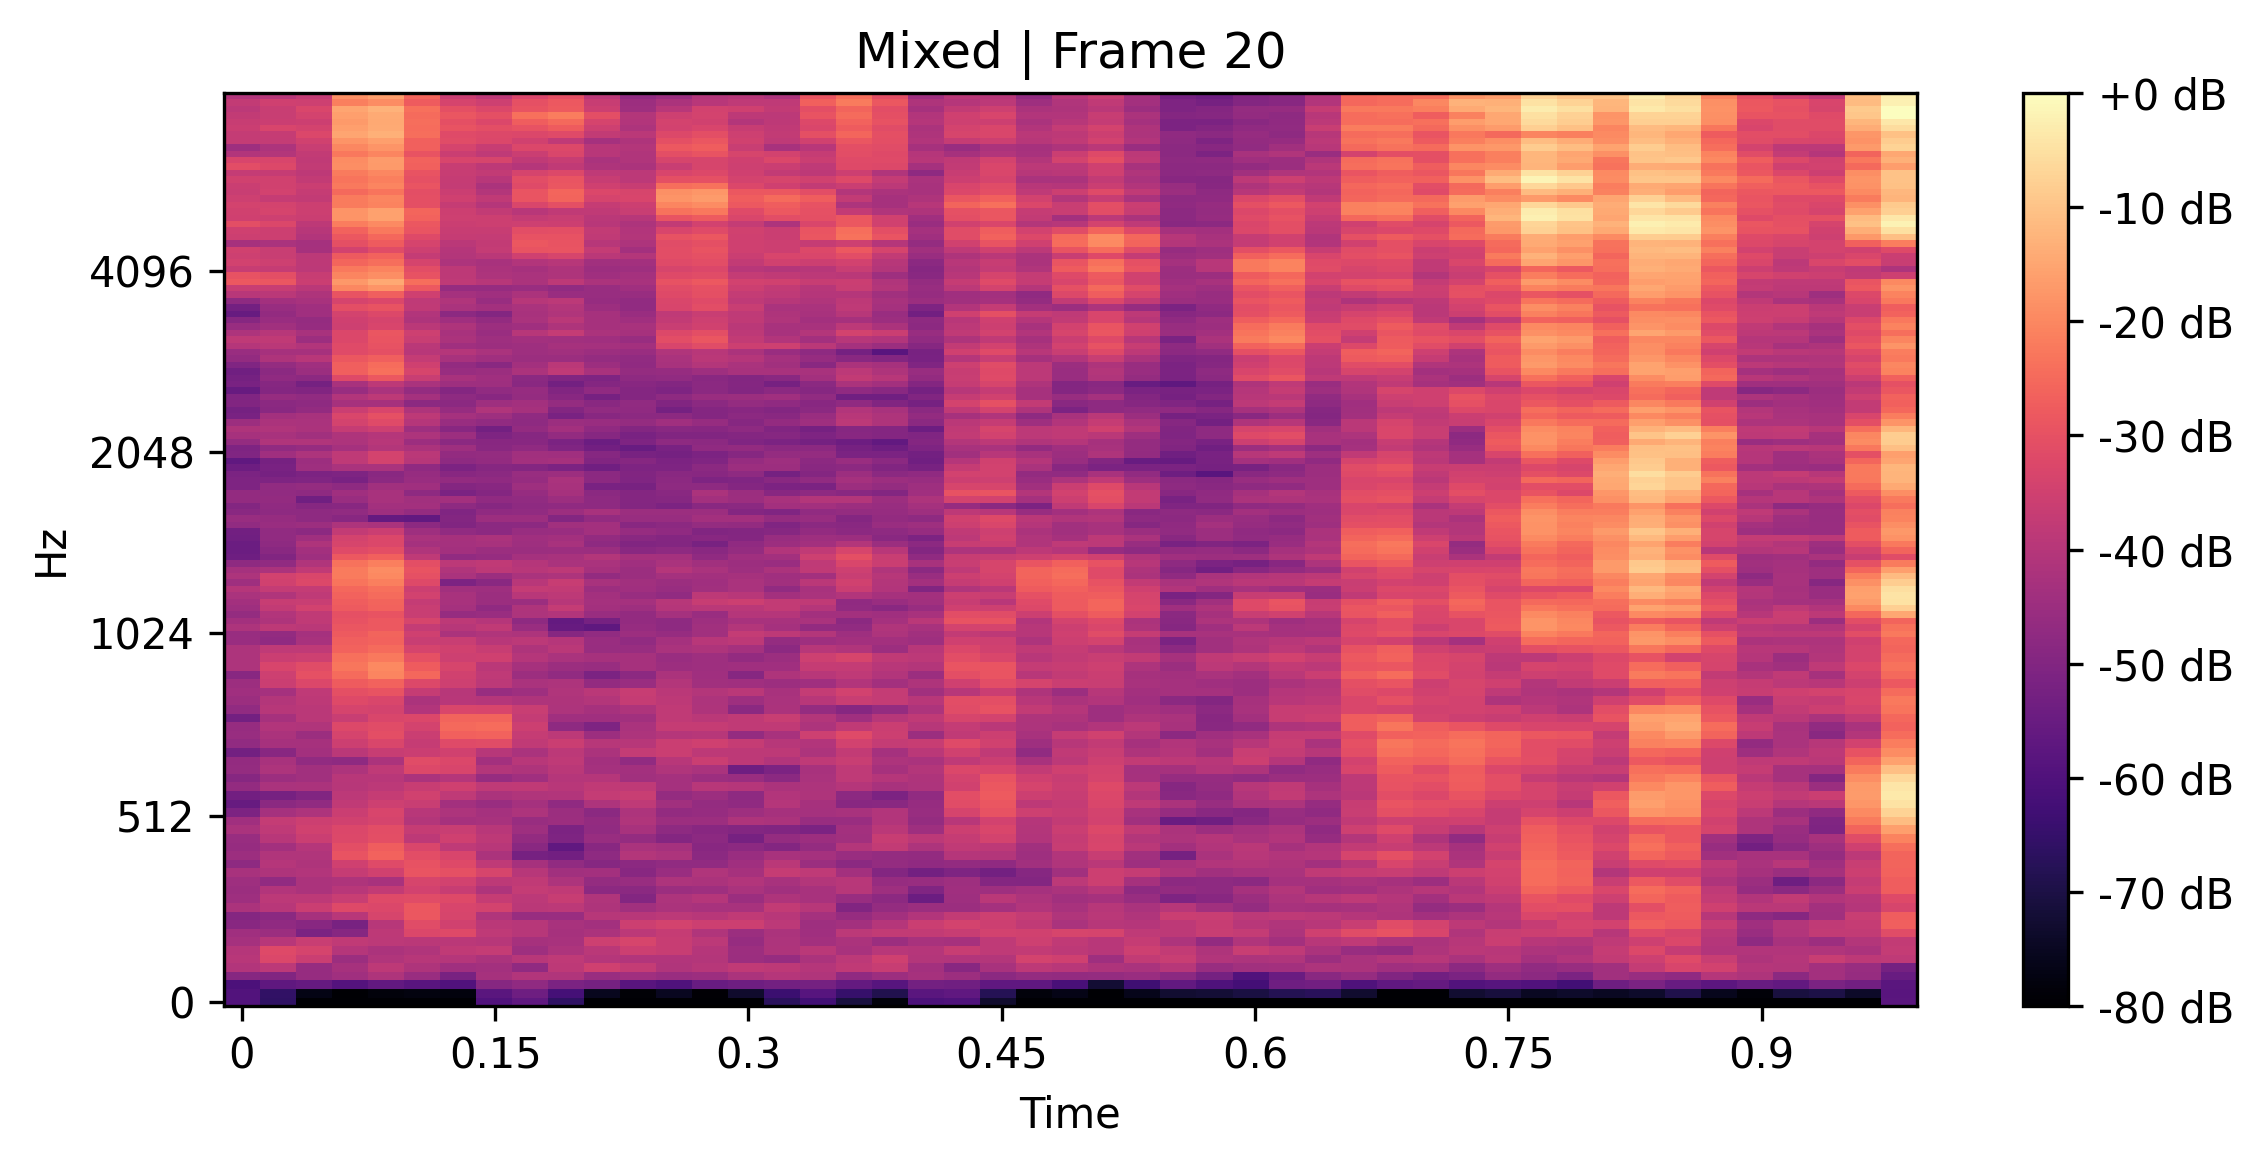 Mixed | Frame 20
+0 dB
-10 dB
-20 dB
-30 dB
-40 dB
-50 dB
-60 dB
-70 dB
-80 dB
Hz
4096
2048
1024
512
0
0
0.15
0.3
0.45
0.6
0.75
0.9
Time